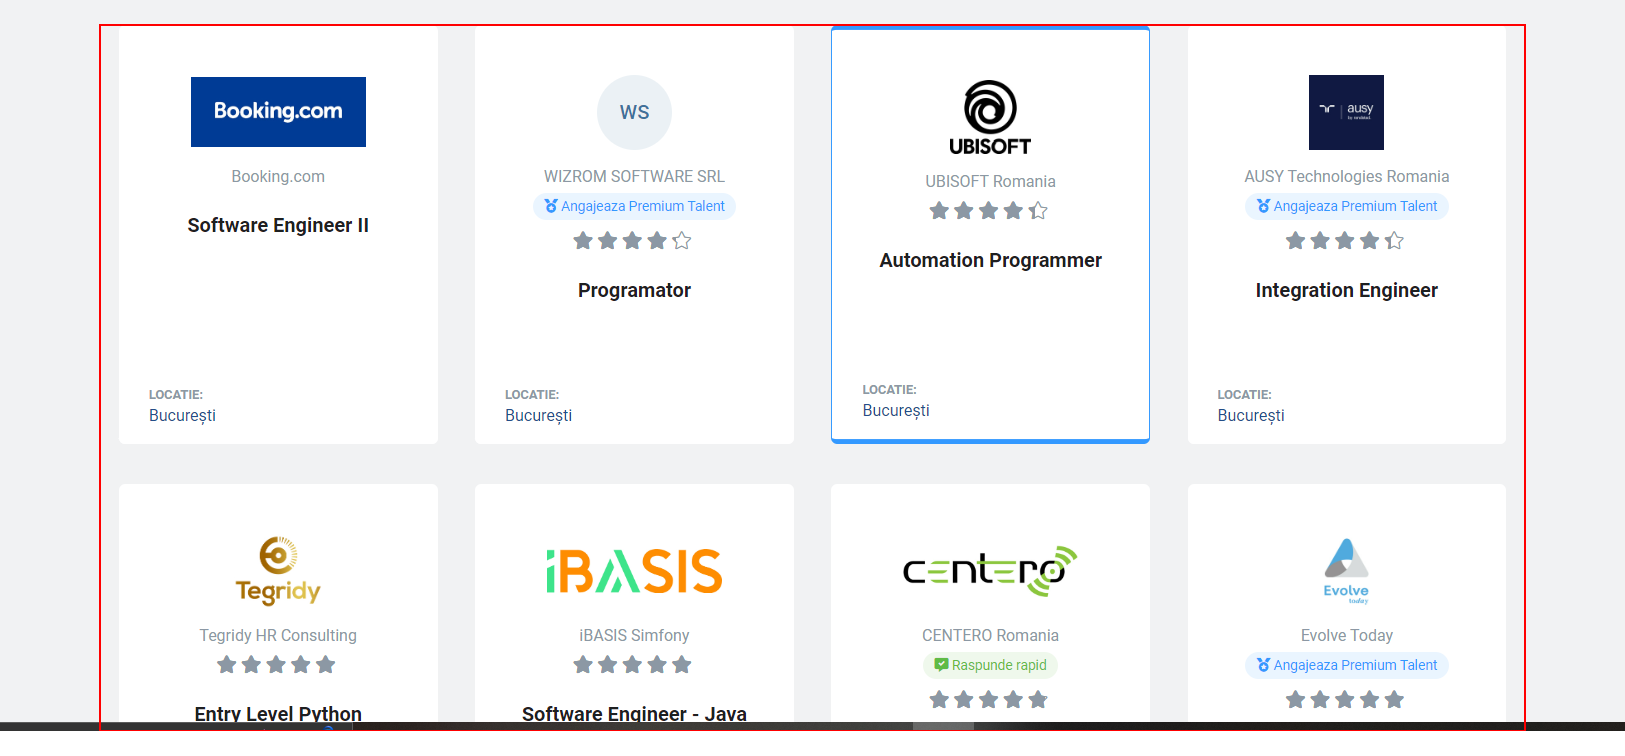 Booking.com
Booking.com
Software Engineer II
LOCATIE:
București
WS
WIZROM SOFTWARE SRL
Angajeaza Premium Talent
Programator
LOCATIE:
București
UBISOFT
UBISOFT Romania
Automation Programmer
LOCATIE:
București
ausy
AUSY Technologies Romania
Angajeaza Premium Talent
Integration Engineer
LOCATIE:
București
Tegridy
Tegridy HR Consulting
Entry Level Python
iBASIS
iBASIS Simfony
Software Engineer - Java
centero
CENTERO Romania
Raspunde rapid
Evolve
today
Evolve Today
Angajeaza Premium Talent